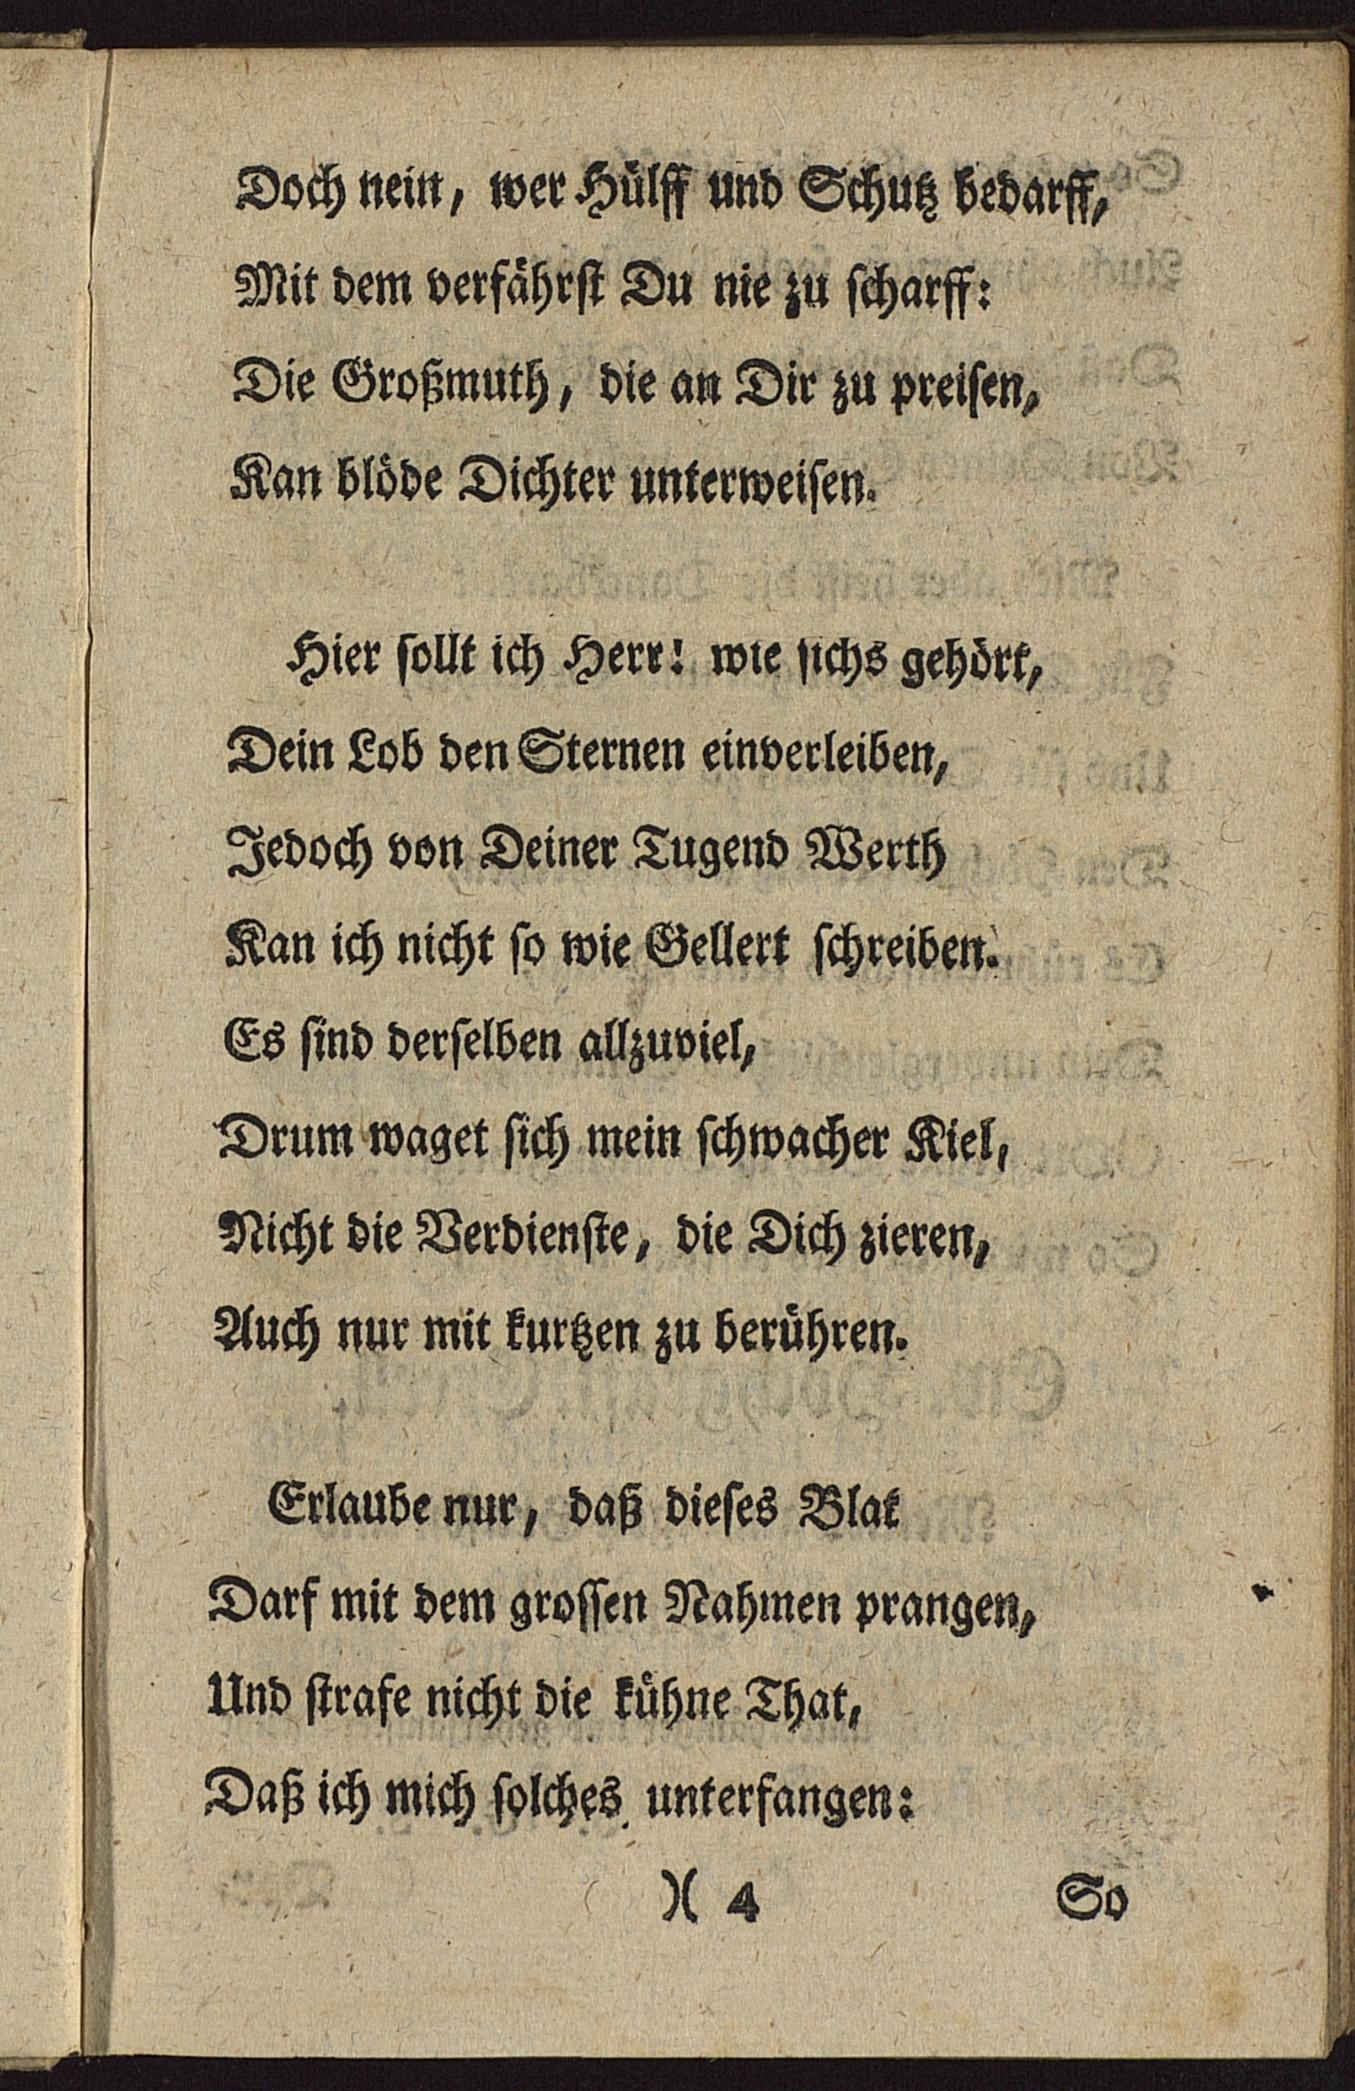 Doch nein, wer Hülff und Schutz bedarff,
Mit dem verfährst Du nie zu scharff:
Die Großmuth, die an Dir zu preisen,
Kan blöde Dichter unterweisen.
Hier sollt ich Herr! wie sichs gehört,
Dein Lob den Sternen einverleiben,
Jedoch von Deiner Tugend Werth
Kan ich nicht so wie Gellert schreiben.
Es sind derselben allzuviel,
Drum waget sich mein schwacher Kiel,
Nicht die Verdienste, die Dich zieren,
Auch nur mit kurtzen zu berühren.
Erlaube nur, daß dieses Blat
Darf mit dem grossen Nahmen prangen,
Und strafe nicht die kühne That,
Daß ich mich solches unterfangen:
)( 4 So